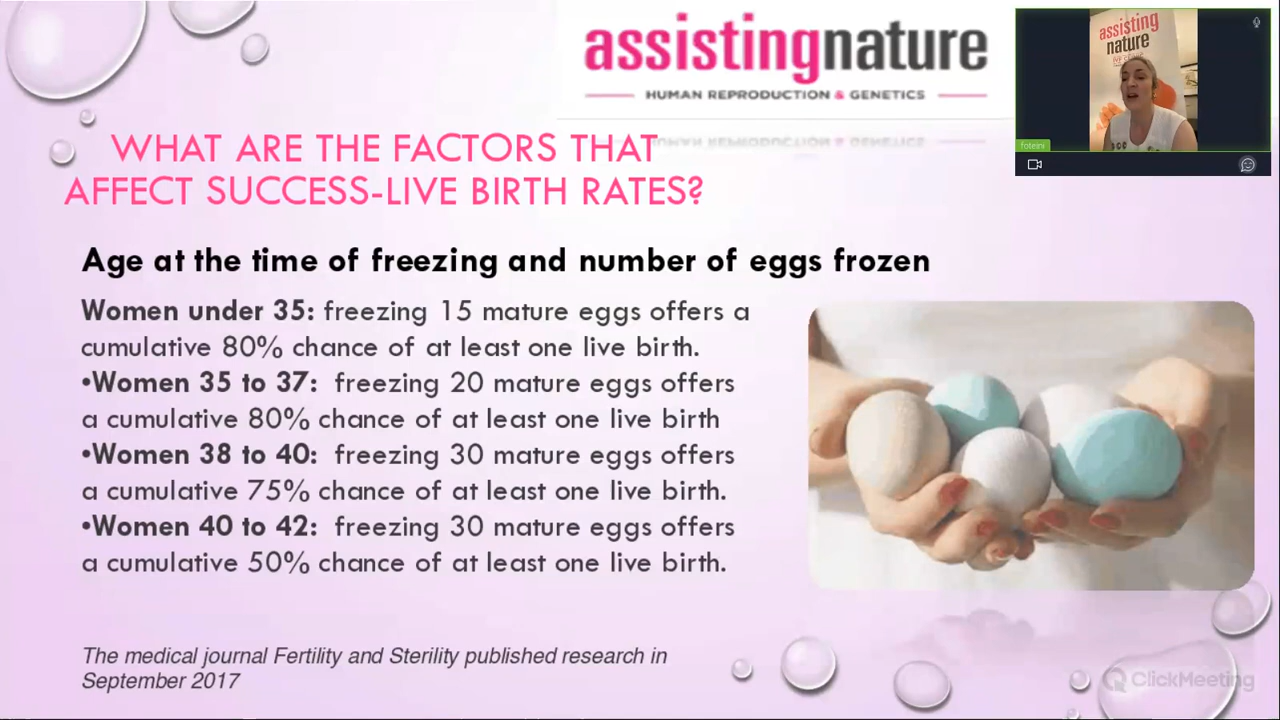 assistingnature
HUMAN REPRODUCTION & GENETICS
assisting
nature
foteini
WHAT ARE THE FACTORS THAT
AFFECT SUCCESS-LIVE BIRTH RATES?
Age at the time of freezing and number of eggs frozen
Women under 35: freezing 15 mature eggs offers a
cumulative 80% chance of at least one live birth.
•Women 35 to 37: freezing 20 mature eggs offers
a cumulative 80% chance of at least one live birth
•Women 38 to 40: freezing 30 mature eggs offers
a cumulative 75% chance of at least one live birth.
•Women 40 to 42: freezing 30 mature eggs offers
a cumulative 50% chance of at least one live birth.
The medical journal Fertility and Sterility published research in
September 2017
ClickMeeting